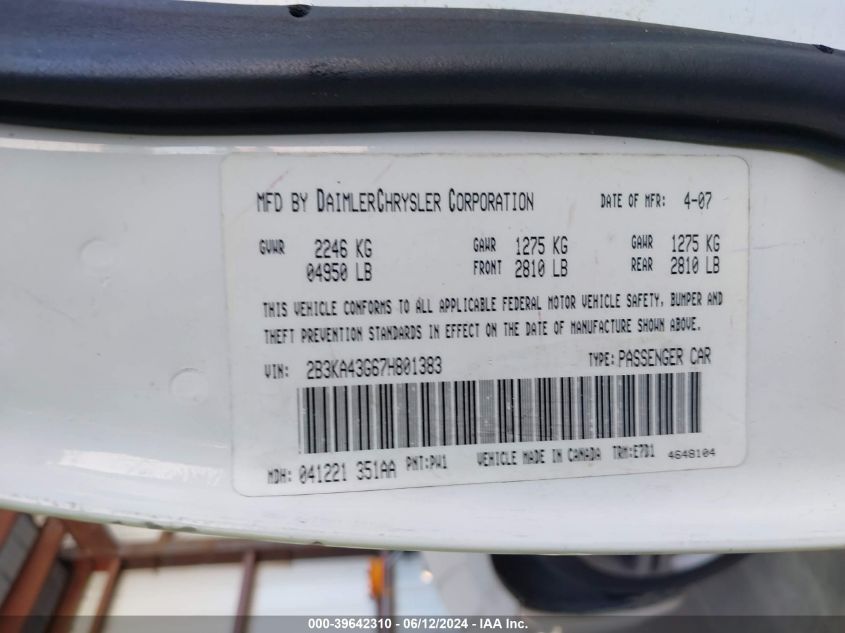 MFD BY DAIMLERCHRYSLER CORPORATION DATE OF MFR: 4-07
GVWR 2246 KG GAWR 1275 KG GAWR 1275 KG
04950 LB FRONT 2810 LB REAR 2810 LB
THIS VEHICLE CONFORMS TO ALL APPLICABLE FEDERAL MOTOR VEHICLE SAFETY, BUMPER AND
THEFT PREVENTION STANDARDS IN EFFECT ON THE DATE OF MANUFACTURE SHOWN ABOVE.
VIN: 2B3KA43G67H801383 TYPE: PASSENGER CAR
MDH: 041221 351AA PNT:PW1 VEHICLE MADE IN CANADA TRM:E7D1 4648104
000-39642310 - 06/12/2024 - IAA Inc.